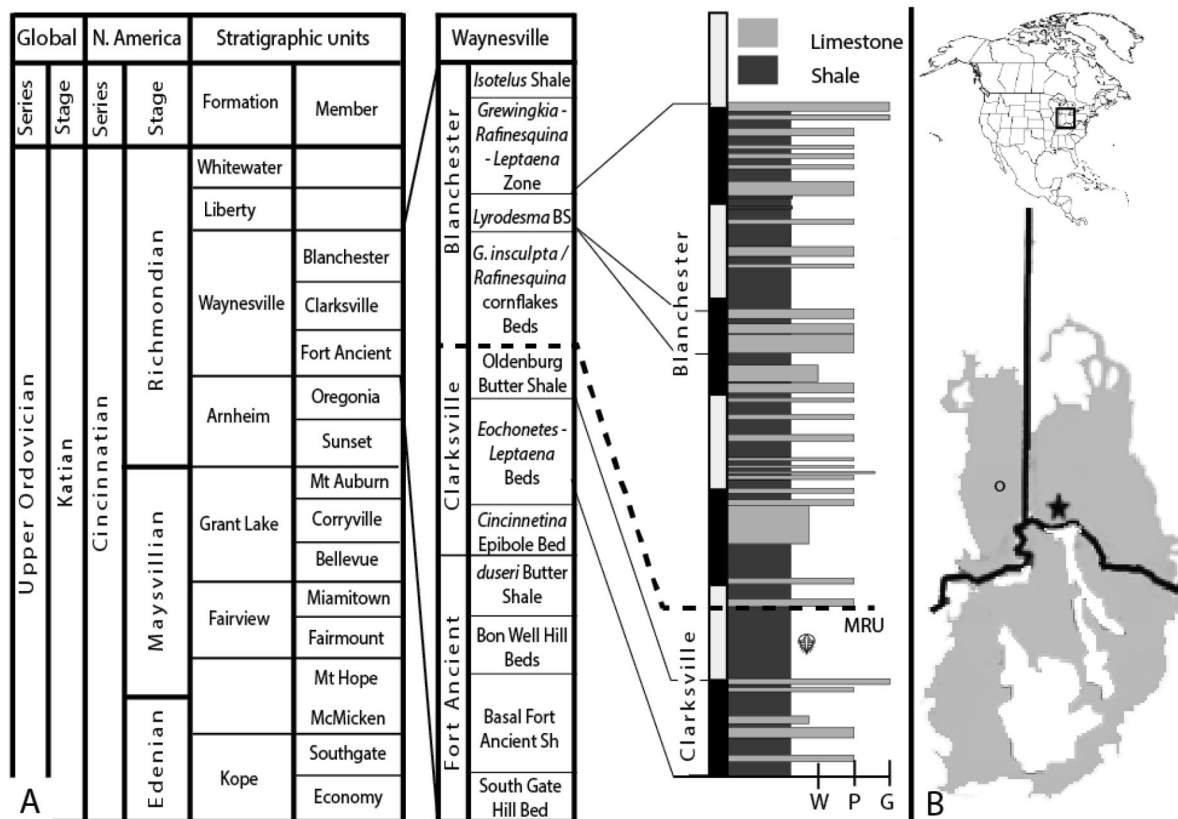 Global
N. America
Stratigraphic units
Series
Stage
Series
Stage
Formation
Member
Upper Ordovician
Katian
Cincinnatian
Richmondian
Maysvillian
Edenian
Whitewater
Liberty
Waynesville
Arnheim
Grant Lake
Fairview
Kope
Blanchester
Clarksville
Fort Ancient
Oregonia
Sunset
Mt Auburn
Corryville
Bellevue
Miamitown
Fairmount
Mt Hope
McMicken
Southgate
Economy
A
Waynesville
Blanchester
Clarksville
Fort Ancient
Isotelus Shale
Grewingkia -
Rafinesquina
- Leptaena
Zone
Lyrodesma BS
G. insculpta /
Rafinesquina
cornflakes
Beds
Oldenburg
Butter Shale
Eochonetes -
Leptaena
Beds
Cincinnetina
Epibole Bed
duseri Butter
Shale
Bon Well Hill
Beds
Basal Fort
Ancient Sh
South Gate
Hill Bed
Limestone
Shale
Blanchester
Clarksville
MRU
W P G
B